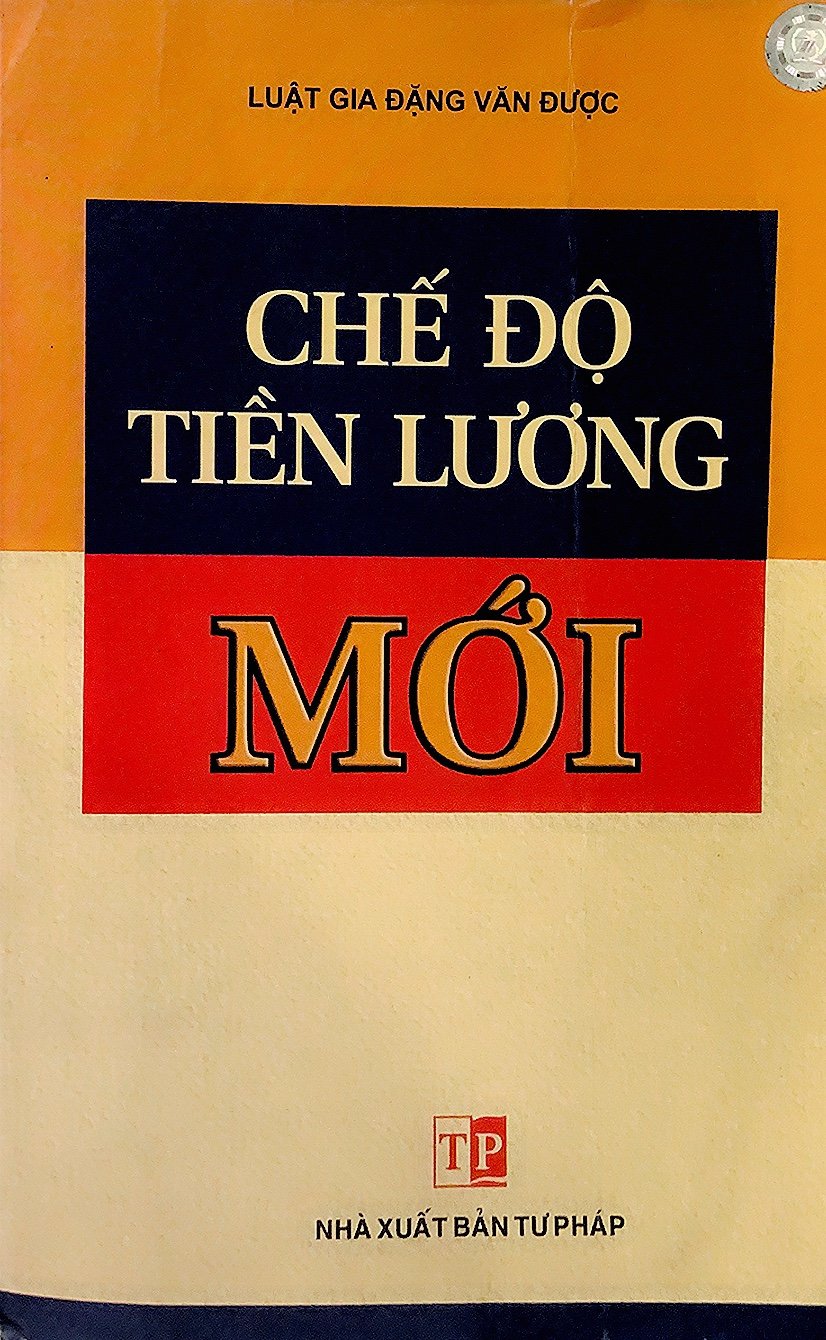 LUẬT GIA ĐẶNG VĂN ĐƯỢC
CHẾ ĐỘ
TIỀN LƯƠNG
MỚI
TP
NHÀ XUẤT BẢN TƯ PHÁP